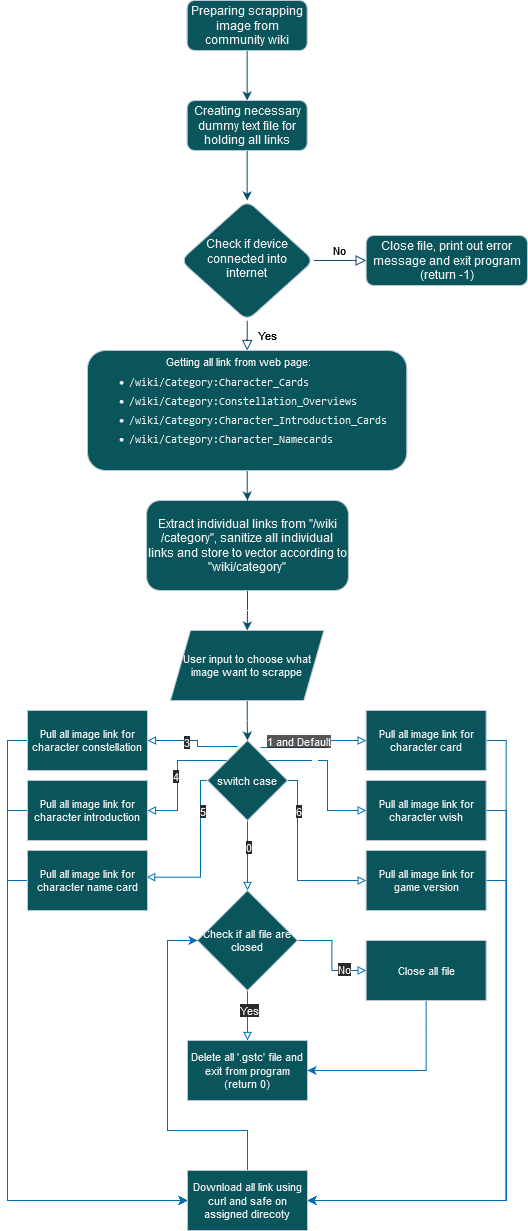 Preparing scrapping
image from
community wiki
Creating necessary
dummy text file for
holding all links
Check if device
connected into
internet
No
Close file, print out error
message and exit program
(return -1)
Yes
Getting all link from web page:
• /wiki/Category:Character_Cards
• /wiki/Category:Constellation_Overviews
• /wiki/Category:Character_Introduction_Cards
• /wiki/Category:Character_Namecards
Extract individual links from "/wiki
/category", sanitize all individual
links and store to vector according to
"wiki/category"
User input to choose what
image want to scrappe
Pull all image link for
character constellation
3
1 and Default
Pull all image link for
character card
Pull all image link for
character introduction
4
switch case
Pull all image link for
character wish
Pull all image link for
character name card
5
6
Pull all image link for
game version
0
Check if all file are
closed
No
Close all file
Yes
Delete all '.gstc' file and
exit from program
(return 0)
Download all link using
curl and safe on
assigned direcoty